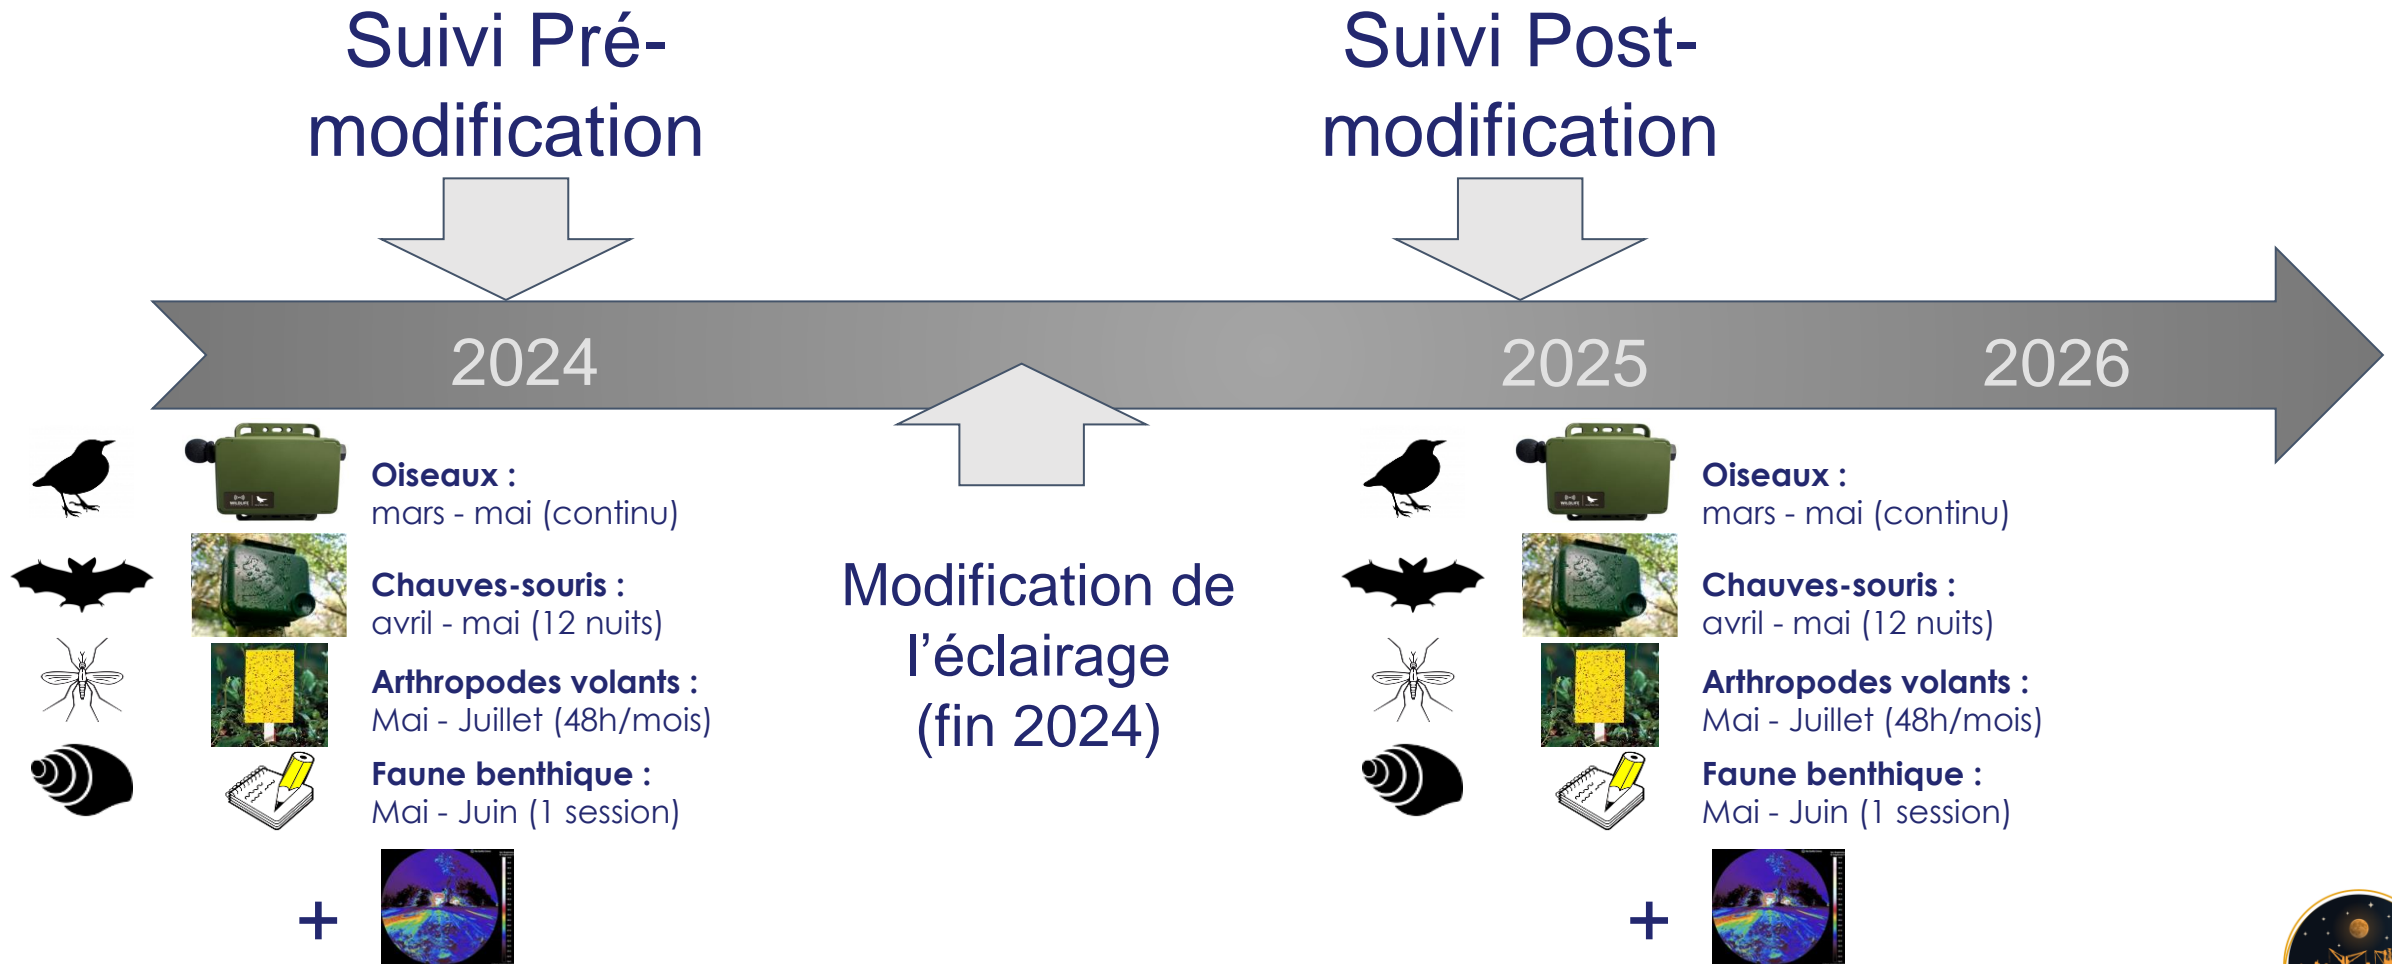 Suivi Pré-
modification
Suivi Post-
modification
2024
2025
2026
Oiseaux :
mars - mai (continu)
Chauves-souris :
avril - mai (12 nuits)
Arthropodes volants :
Mai - Juillet (48h/mois)
Faune benthique :
Mai - Juin (1 session)
+
Modification de
l’éclairage
(fin 2024)
Oiseaux :
mars - mai (continu)
Chauves-souris :
avril - mai (12 nuits)
Arthropodes volants :
Mai - Juillet (48h/mois)
Faune benthique :
Mai - Juin (1 session)
+